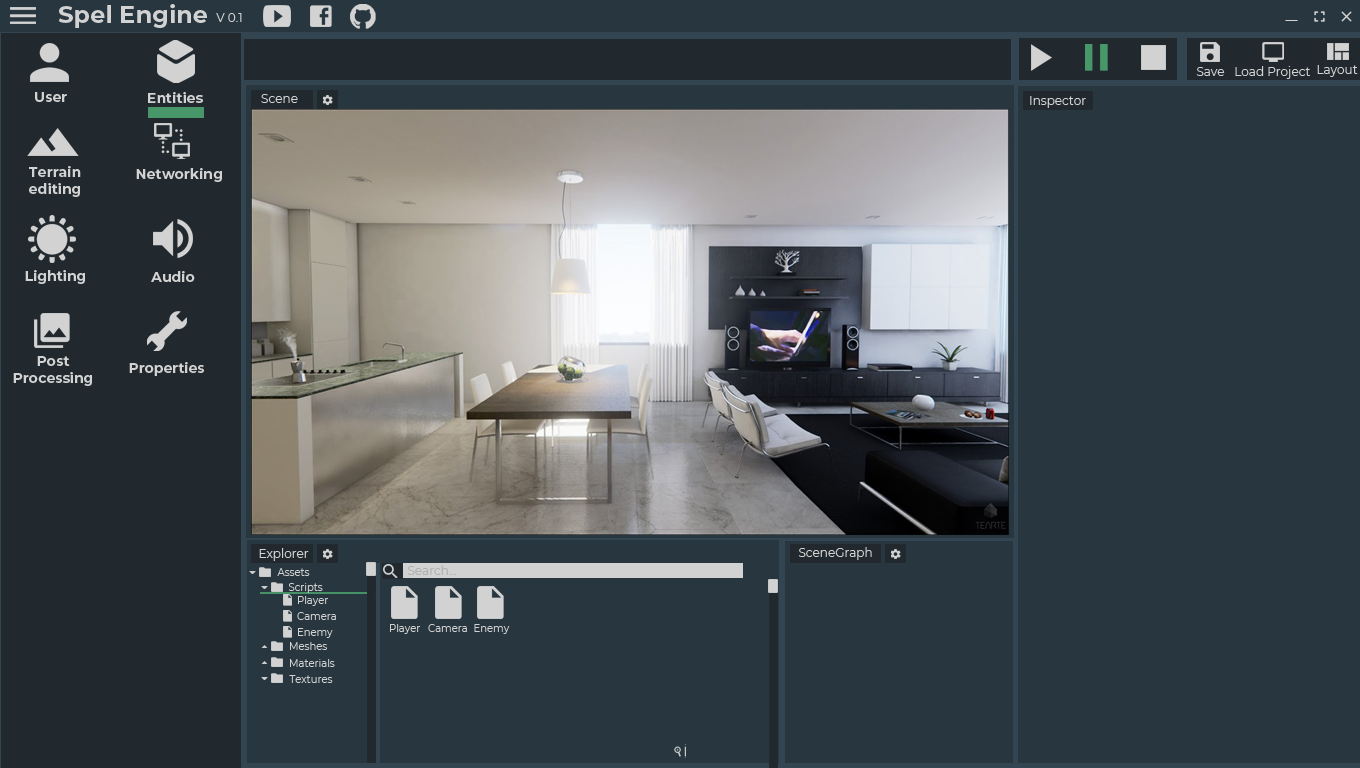 Spel Engine V 0.1
User
Entities
Terrain
editing
Networking
Lighting
Audio
Post
Processing
Properties
Save
Load Project
Layout
Scene
Inspector
TEARTE
Explorer
Assets
Scripts
Player
Camera
Enemy
Meshes
Materials
Textures
Search...
Player
Camera
Enemy
SceneGraph